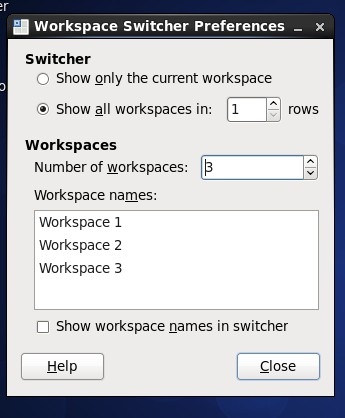 er
Workspace Switcher Preferences
Switcher
Show only the current workspace
Show all workspaces in: 1 rows
Workspaces
Number of workspaces: 3
Workspace names:
Workspace 1
Workspace 2
Workspace 3
Show workspace names in switcher
Help Close